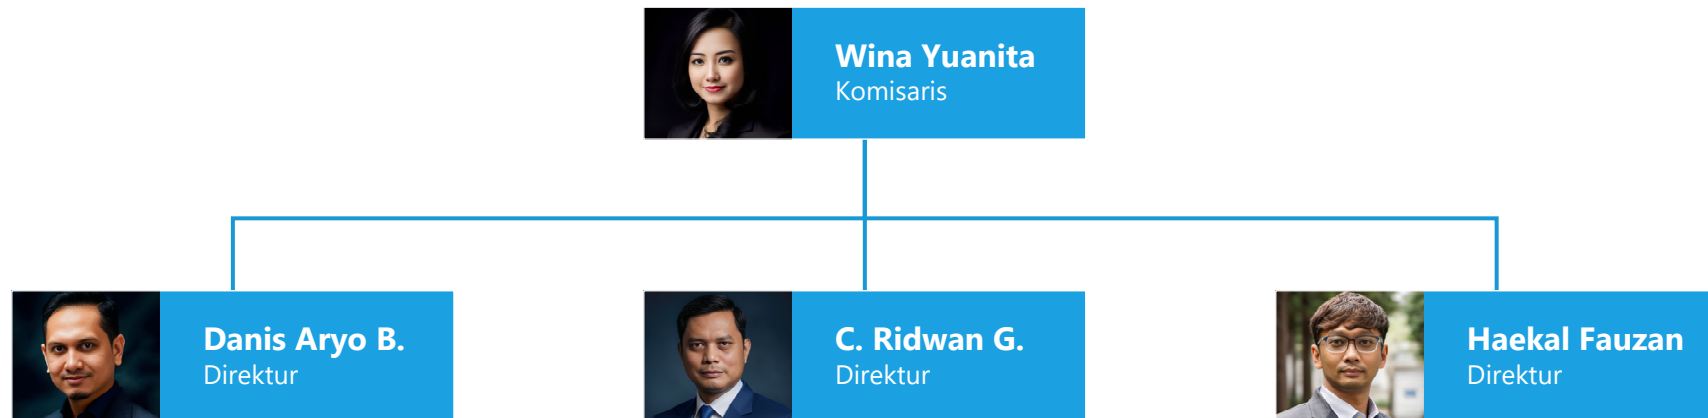 Wina Yuanita
Komisaris
Danis Aryo B.
Direktur
C. Ridwan G.
Direktur
Haekal Fauzan
Direktur